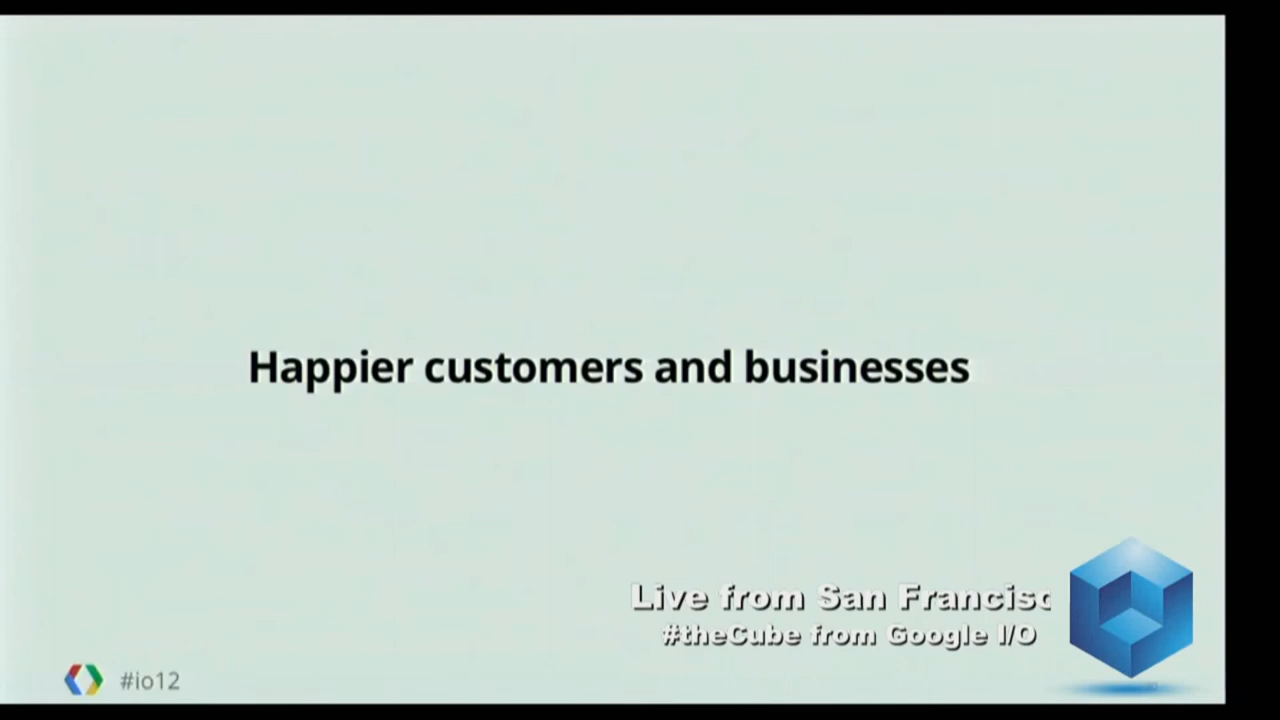 Happier customers and businesses
Live from San Francisc
#theCube from Google I/O
#io12